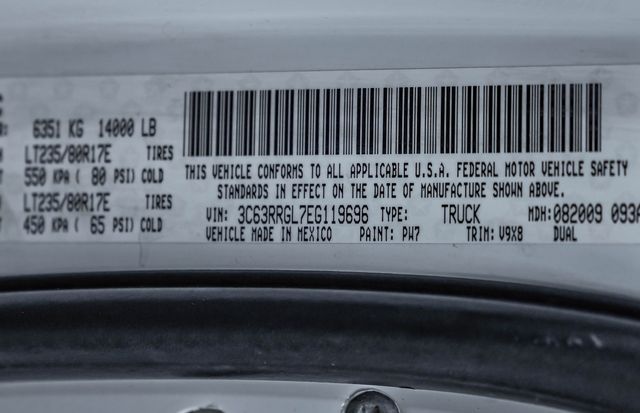 6351 KG 14000 LB
LT235/80R17E TIRES
550 KPA ( 80 PSI) COLD
LT235/80R17E TIRES
450 KPA ( 65 PSI) COLD
THIS VEHICLE CONFORMS TO ALL APPLICABLE U.S.A. FEDERAL MOTOR VEHICLE SAFETY
STANDARDS IN EFFECT ON THE DATE OF MANUFACTURE SHOWN ABOVE.
VIN: 3C63RRGL7EG119696 TYPE: TRUCK MDH:082009 093A
VEHICLE MADE IN MEXICO PAINT: PW7 TRIM: V9X8 DUAL